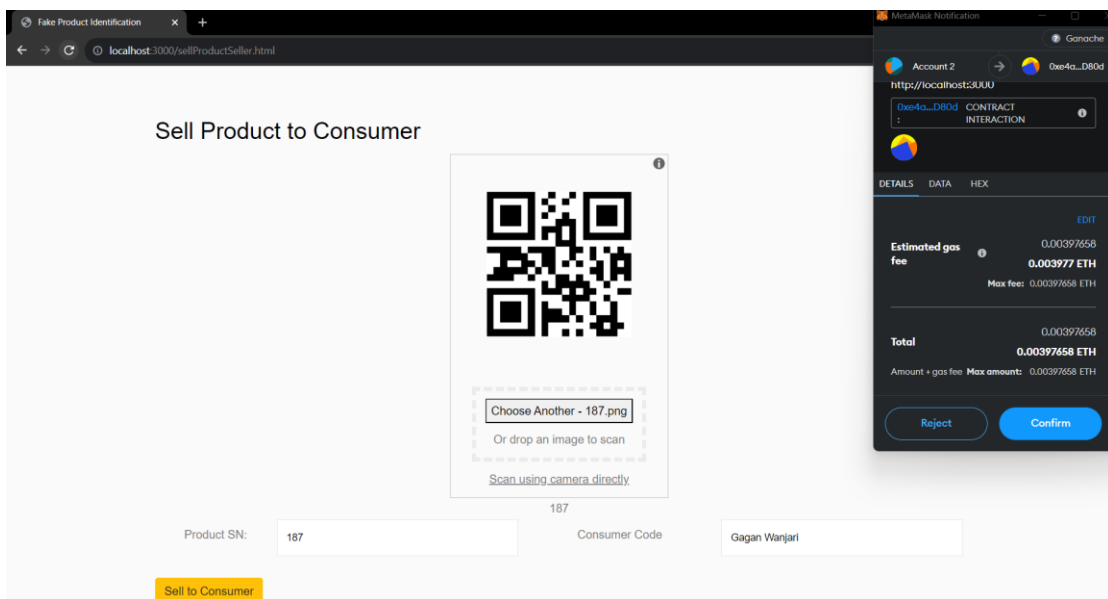 Fake Product Identification
localhost:3000/sellProductSeller.html
Sell Product to Consumer
Choose Another - 187.png
Or drop an image to scan
Scan using camera directly
187
Product SN: 187 Consumer Code Gagan Wanjari
Sell to Consumer
MetaMask Notification
Ganache
Account 2 0xe4a...D80d
http://localhost:3000
0xe4a...D80d CONTRACT
: INTERACTION
DETAILS DATA HEX
EDIT
Estimated gas 0.00397658
fee 0.003977 ETH
Max fee: 0.00397658 ETH
0.00397658
Total
0.00397658 ETH
Amount + gas fee Max amount: 0.00397658 ETH
Reject Confirm